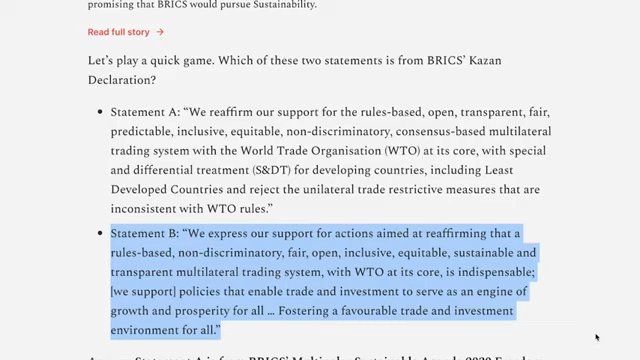 promising that BRICS would pursue Sustainability.
Read full story →
Let's play a quick game. Which of these two statements is from BRICS' Kazan
Declaration?
• Statement A: “We reaffirm our support for the rules-based, open, transparent, fair,
predictable, inclusive, equitable, non-discriminatory, consensus-based multilateral
trading system with the World Trade Organisation (WTO) at its core, with special
and differential treatment (S&DT) for developing countries, including Least
Developed Countries and reject the unilateral trade restrictive measures that are
inconsistent with WTO rules.”
• Statement B: “We express our support for actions aimed at reaffirming that a
rules-based, non-discriminatory, fair, open, inclusive, equitable, sustainable and
transparent multilateral trading system, with WTO at its core, is indispensable;
[we support] policies that enable trade and investment to serve as an engine of
growth and prosperity for all … Fostering a favourable trade and investment
environment for all.”
Statement A is from BRICS'